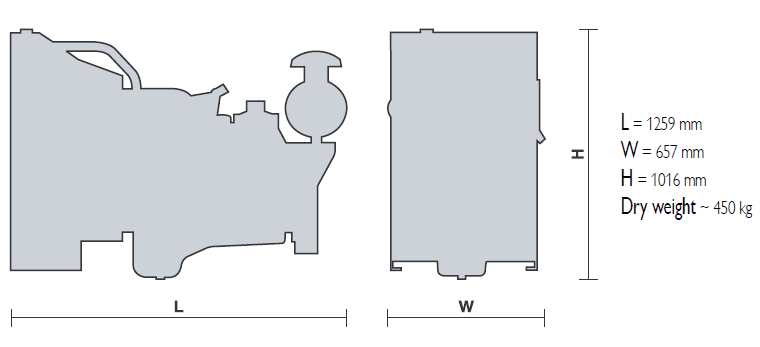 H
L = 1259 mm
W = 657 mm
H = 1016 mm
Dry weight ~ 450 kg
L
W